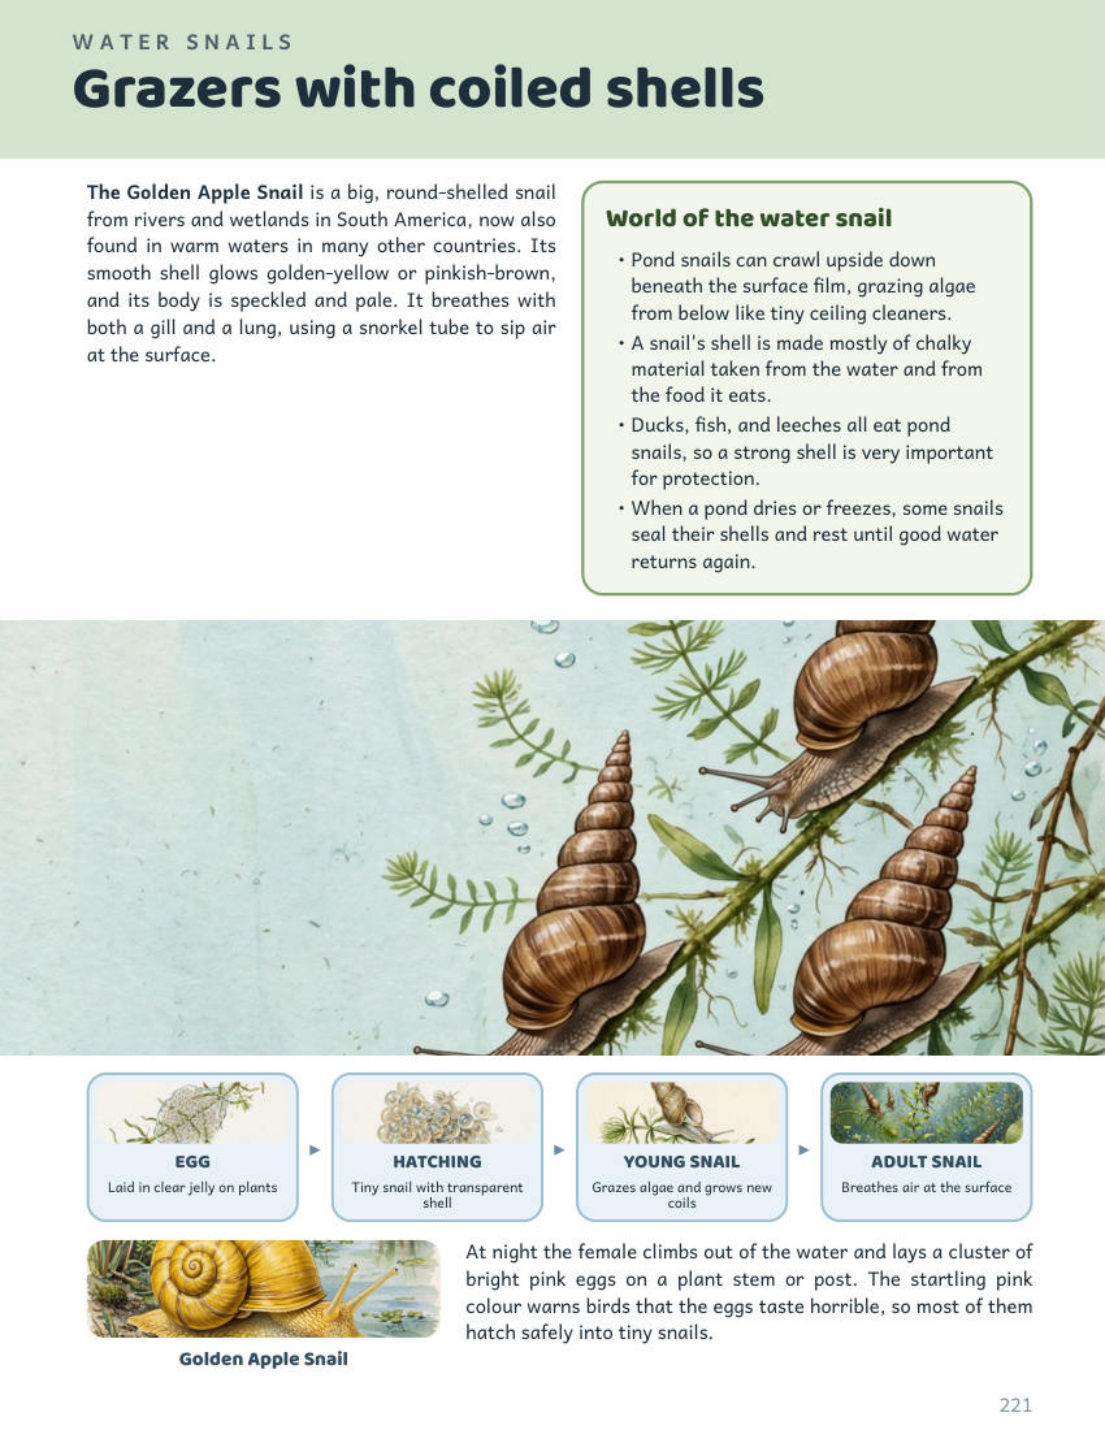 WATER SNAILS
Grazers with coiled shells
The Golden Apple Snail is a big, round-shelled snail
from rivers and wetlands in South America, now also
found in warm waters in many other countries. Its
smooth shell glows golden-yellow or pinkish-brown,
and its body is speckled and pale. It breathes with
both a gill and a lung, using a snorkel tube to sip air
at the surface.
World of the water snail
• Pond snails can crawl upside down
beneath the surface film, grazing algae
from below like tiny ceiling cleaners.
• A snail's shell is made mostly of chalky
material taken from the water and from
the food it eats.
• Ducks, fish, and leeches all eat pond
snails, so a strong shell is very important
for protection.
• When a pond dries or freezes, some snails
seal their shells and rest until good water
returns again.
EGG
Laid in clear jelly on plants
HATCHING
Tiny snail with transparent
shell
YOUNG SNAIL
Grazes algae and grows new
coils
ADULT SNAIL
Breathes air at the surface
Golden Apple Snail
At night the female climbs out of the water and lays a cluster of
bright pink eggs on a plant stem or post. The startling pink
colour warns birds that the eggs taste horrible, so most of them
hatch safely into tiny snails.
221